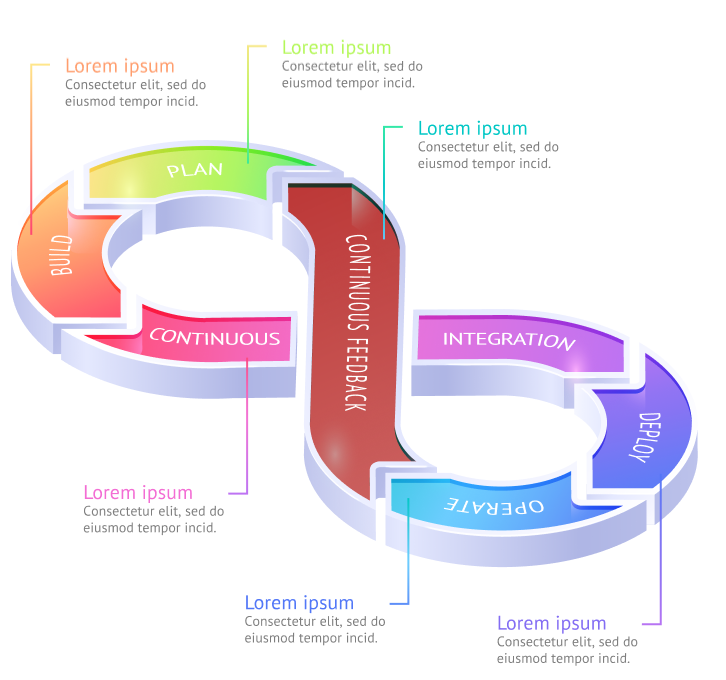 Lorem ipsum
Consectetur elit, sed do
eiusmod tempor incid.
Lorem ipsum
Consectetur elit, sed do
eiusmod tempor incid.
Lorem ipsum
Consectetur elit, sed do
eiusmod tempor incid.
PLAN
BUILD
CONTINUOUS FEEDBACK
CONTINUOUS
INTEGRATION
DEPLOY
OPERATE
Lorem ipsum
Consectetur elit, sed do
eiusmod tempor incid.
Lorem ipsum
Consectetur elit, sed do
eiusmod tempor incid.
Lorem ipsum
Consectetur elit, sed do
eiusmod tempor incid.